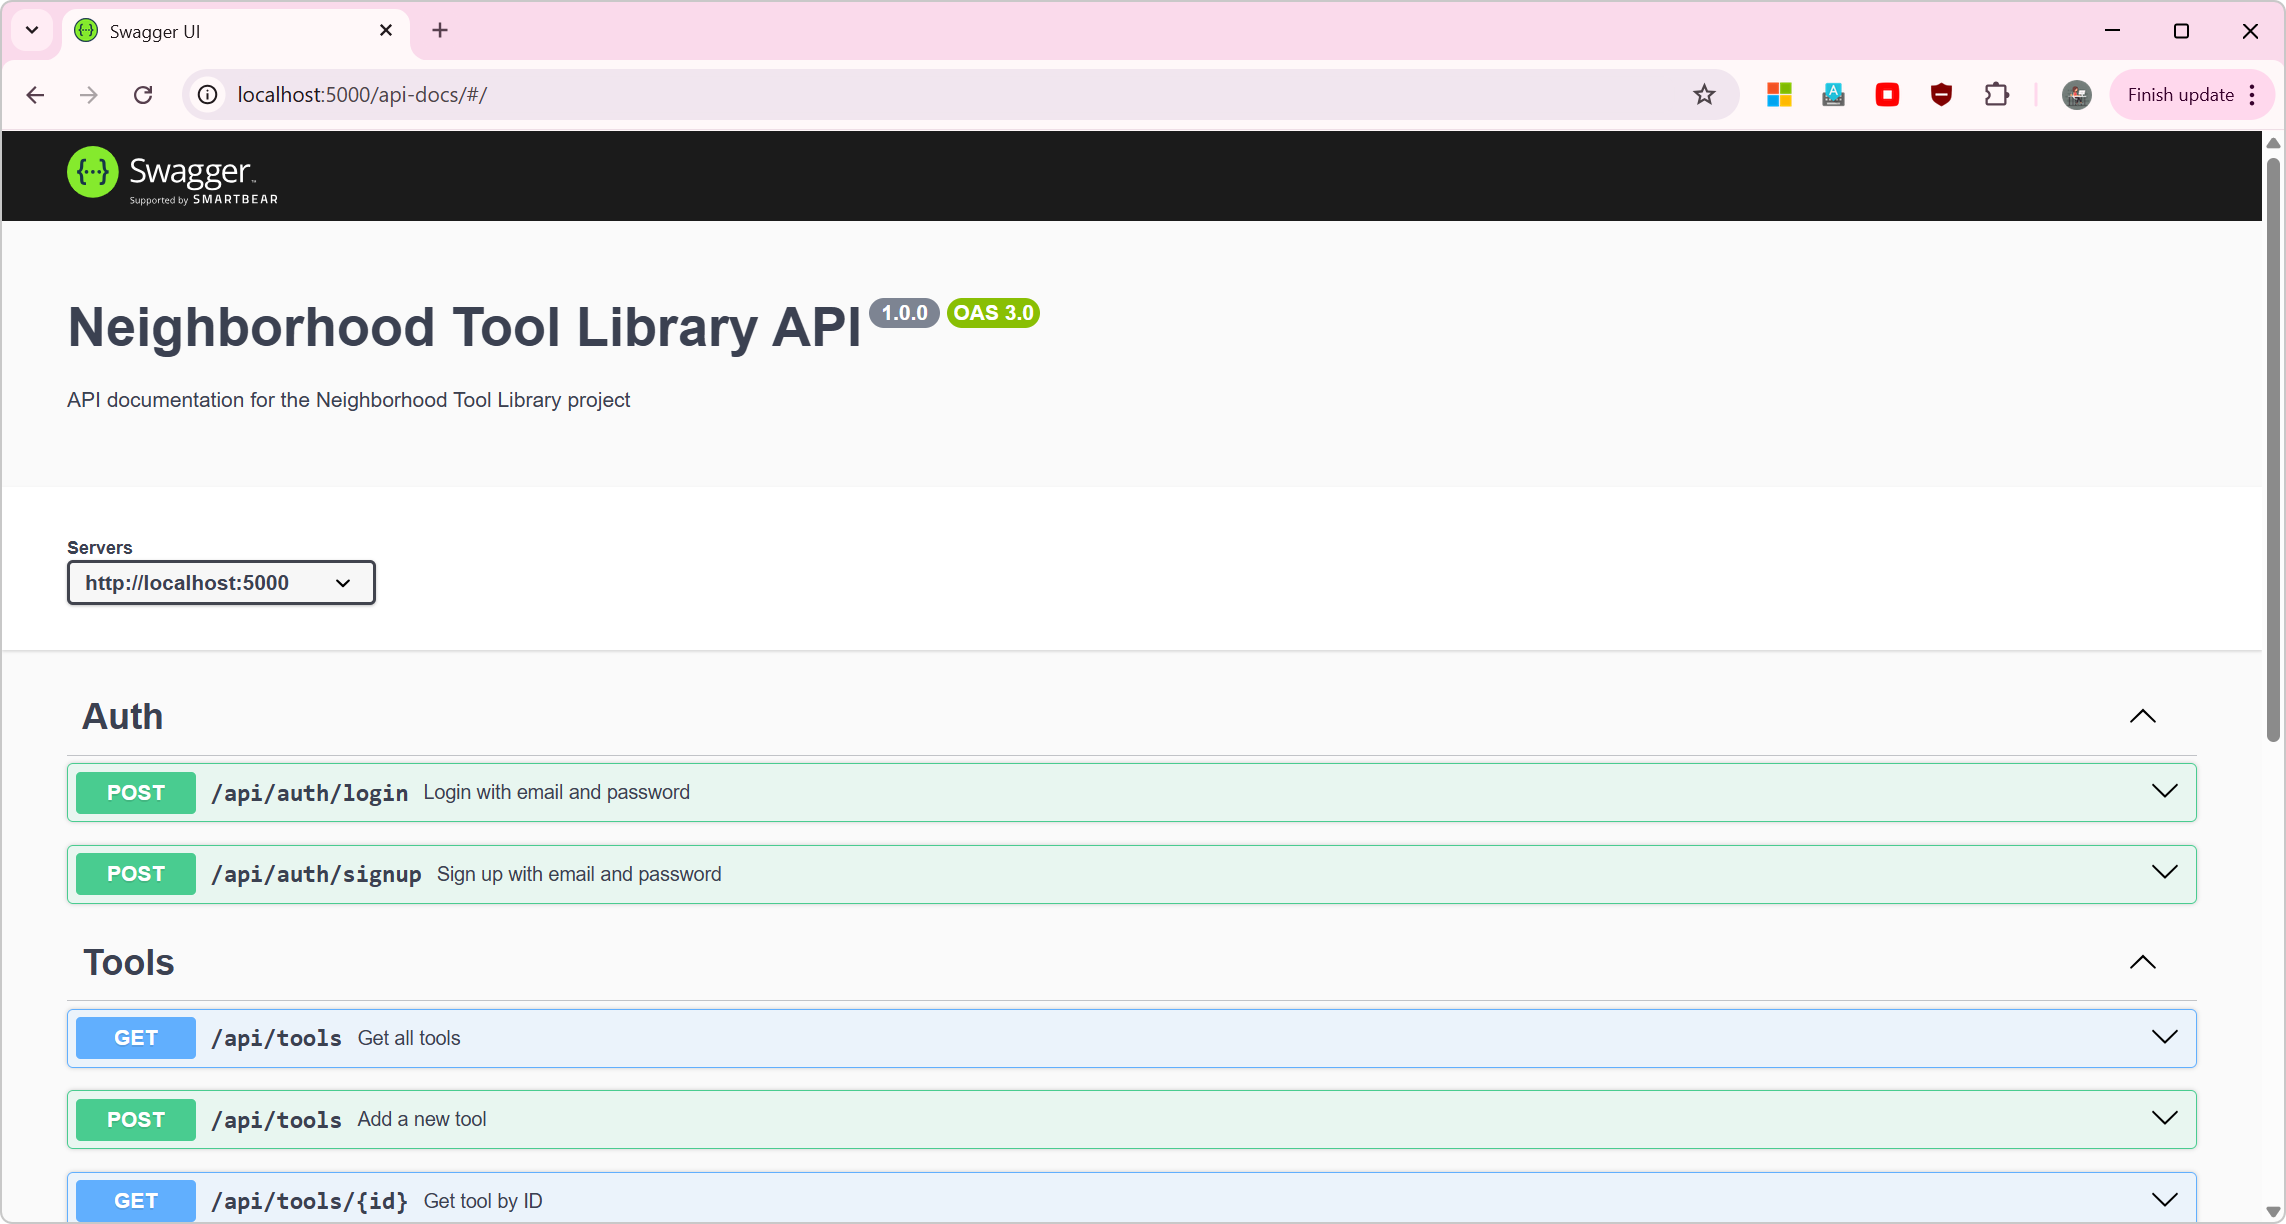 Swagger UI
localhost:5000/api-docs/#/
Finish update
Swagger™
Supported by SMARTBEAR
Neighborhood Tool Library API 1.0.0 OAS 3.0
API documentation for the Neighborhood Tool Library project
Servers
http://localhost:5000
Auth
POST /api/auth/login Login with email and password
POST /api/auth/signup Sign up with email and password
Tools
GET /api/tools Get all tools
POST /api/tools Add a new tool
GET /api/tools/{id} Get tool by ID